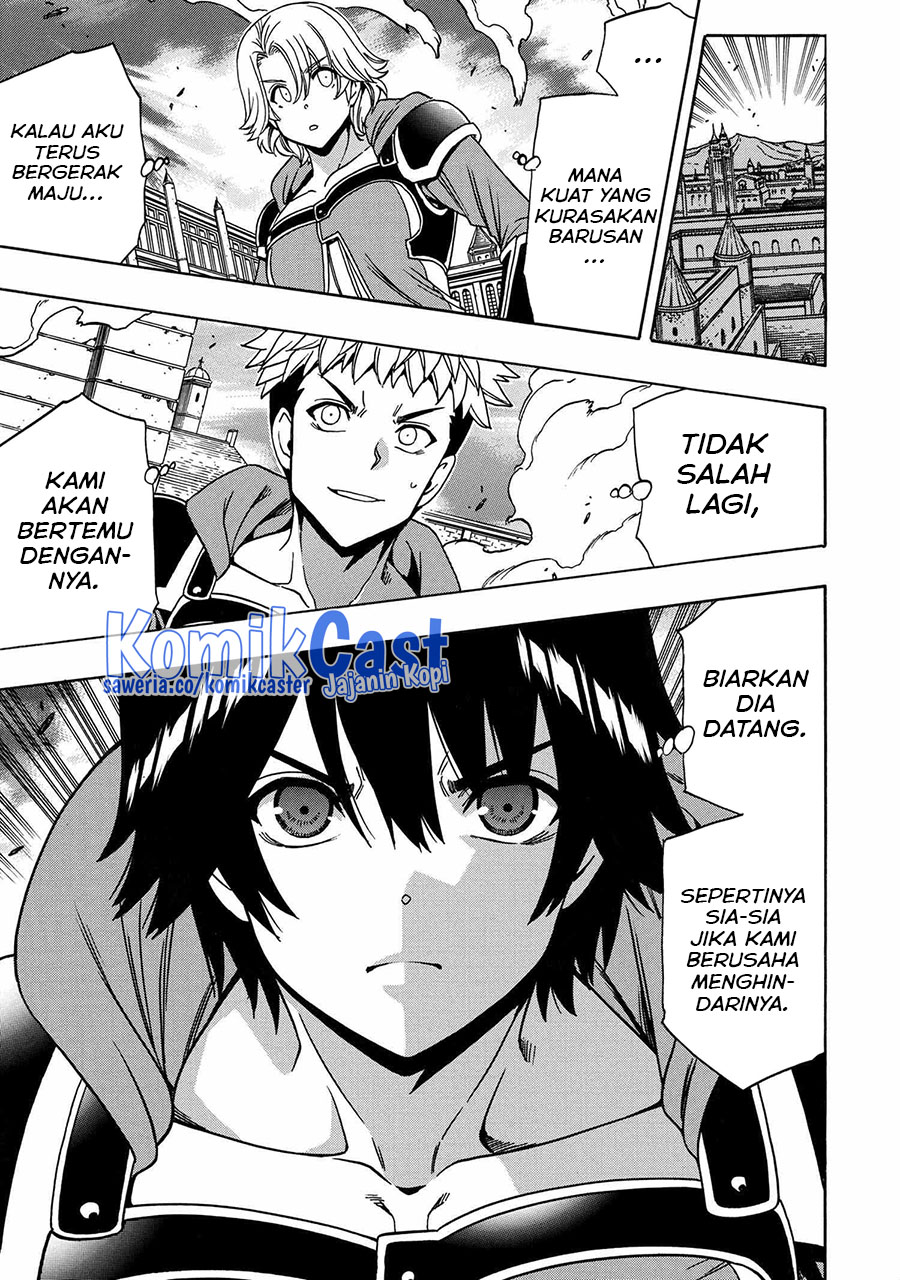 ...
MANA
KUAT YANG
KURASAKAN
BARUSAN
...
KALAU AKU
TERUS
BERGERAK
MAJU...
TIDAK
SALAH
LAGI,
KAMI
AKAN
BERTEMU
DENGAN-
NYA.
KomikCast
saweria.co/komikcaster Jajanin Kopi
BIARKAN
DIA
DATANG.
SEPERTINYA
SIA-SIA
JIKA KAMI
BERUSAHA
MENGHIN-
DARINYA.